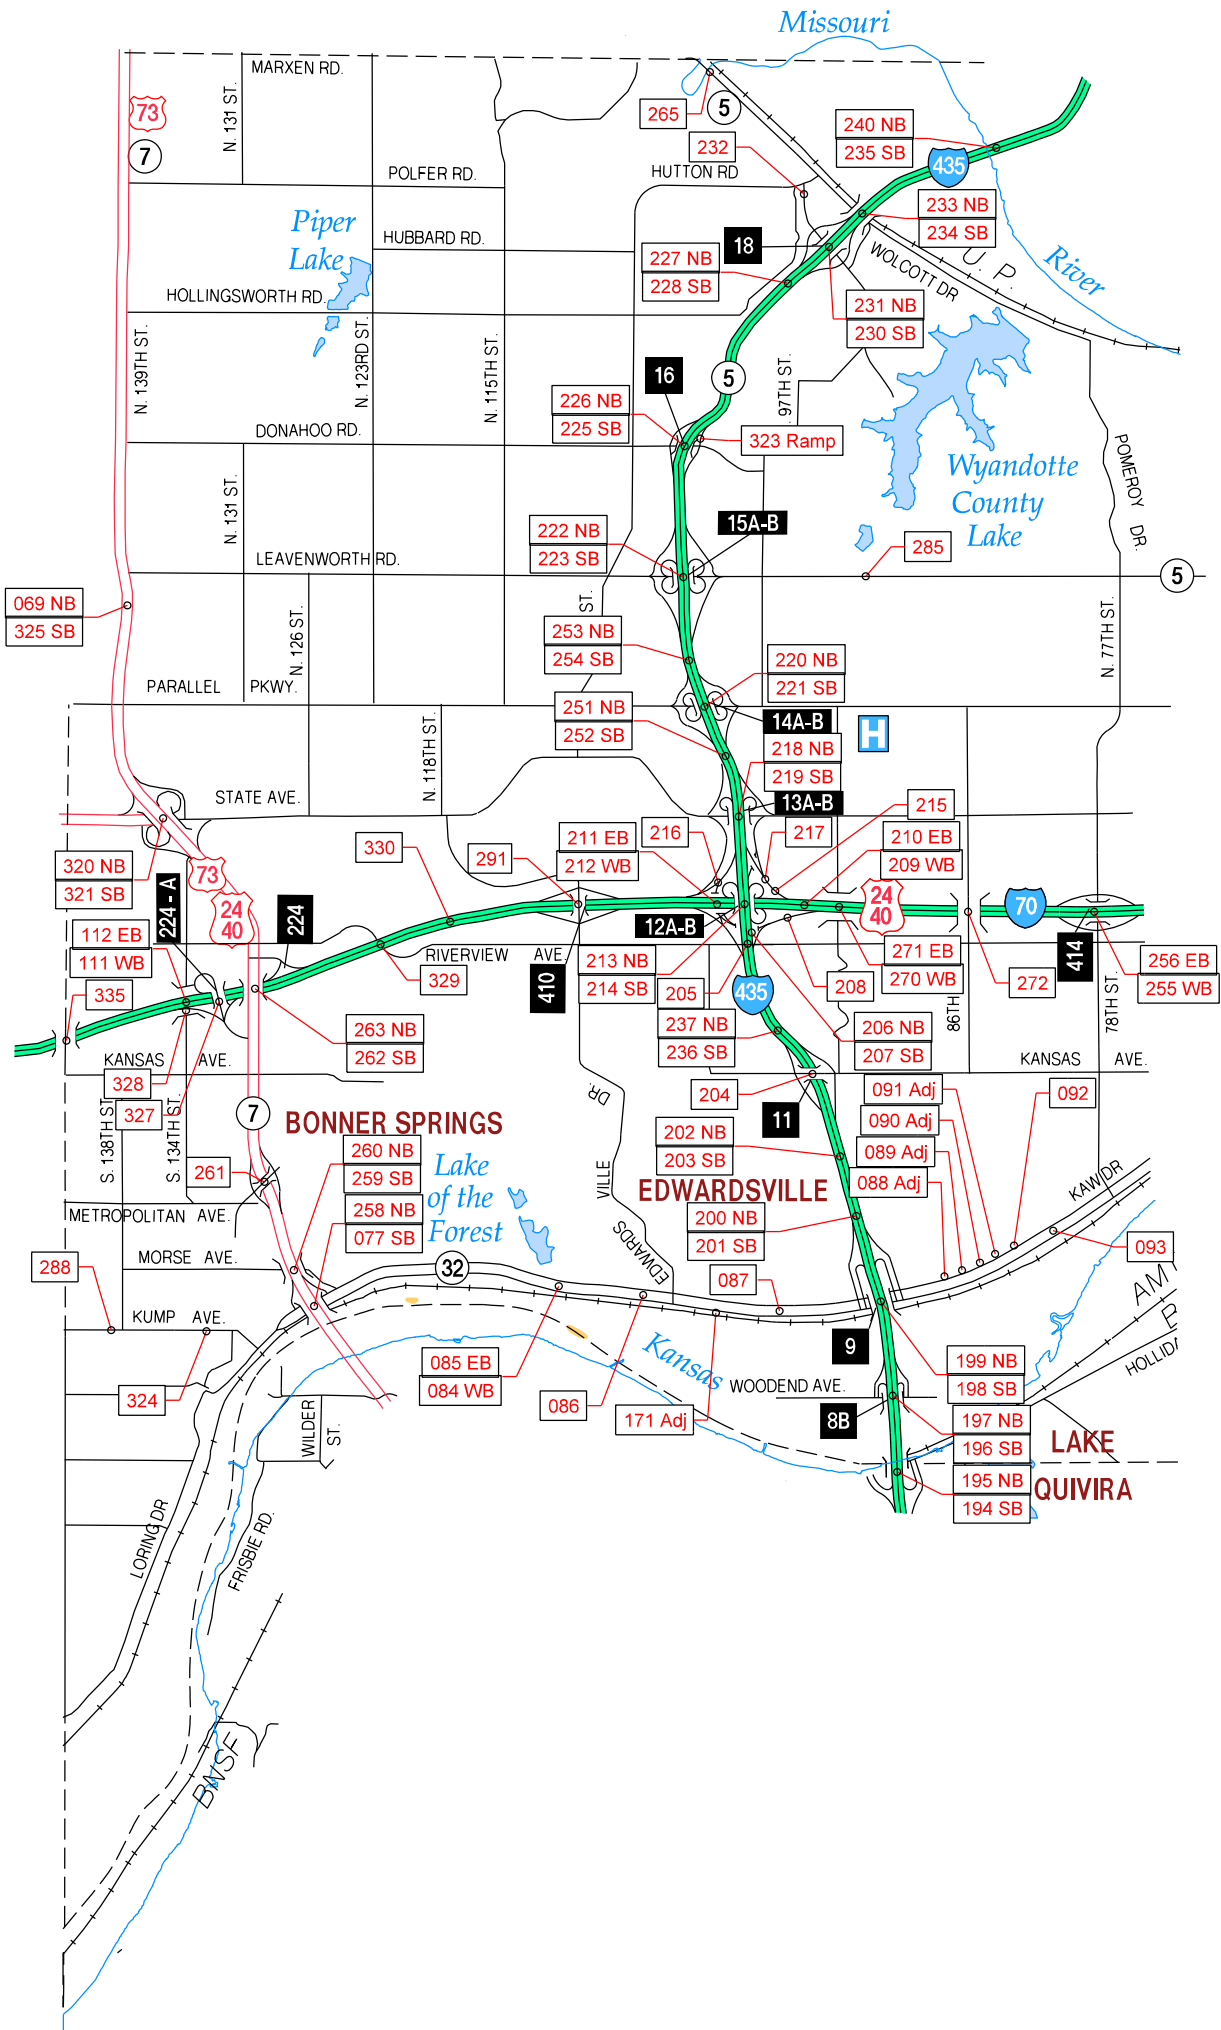 Missouri
MARXEN RD.
N. 131 ST.
73
7
265
5
240 NB
235 SB
232
435
POLFER RD.
HUTTON RD
Piper
Lake
HUBBARD RD.
233 NB
234 SB
18
227 NB
228 SB
WOLCOTT DR
U. P.
River
HOLLINGSWORTH RD.
231 NB
230 SB
N. 139TH ST.
N. 123RD ST.
N. 115TH ST.
16
5
97TH ST.
226 NB
225 SB
DONAHOO RD.
323 Ramp
POMEROY DR.
Wyandotte
County
Lake
N. 131 ST.
15A-B
222 NB
223 SB
285
LEAVENWORTH RD.
5
069 NB
325 SB
ST.
N. 126 ST.
253 NB
254 SB
N. 77TH ST.
220 NB
221 SB
PARALLEL PKWY.
251 NB
252 SB
14A-B
H
N. 118TH ST.
218 NB
219 SB
STATE AVE.
13A-B
215
216
217
211 EB
212 WB
210 EB
209 WB
330
291
320 NB
321 SB
73
24
40
224 - A
224
24
40
70
12A-B
414
112 EB
111 WB
RIVERVIEW AVE.
410
213 NB
214 SB
271 EB
270 WB
256 EB
255 WB
329
272
205
435
208
335
86TH
78TH ST.
263 NB
262 SB
237 NB
236 SB
206 NB
207 SB
KANSAS AVE.
KANSAS AVE.
328
204
091 Adj
092
327
DR.
S. 138TH ST.
S. 134TH ST.
7
BONNER SPRINGS
11
090 Adj
202 NB
203 SB
089 Adj
260 NB
259 SB
Lake
of the
Forest
261
VILLE
088 Adj
KAW DR
EDWARDSVILLE
METROPOLITAN AVE.
258 NB
077 SB
200 NB
201 SB
EDWARDS
MORSE AVE.
093
288
32
087
KUMP AVE.
9
Kansas
085 EB
084 WB
199 NB
198 SB
WOODEND AVE.
324
086
171 Adj
8B
197 NB
196 SB
WILDER
ST.
LAKE
QUIVIRA
195 NB
194 SB
LORING DR
FRISBIE RD.
BNSF